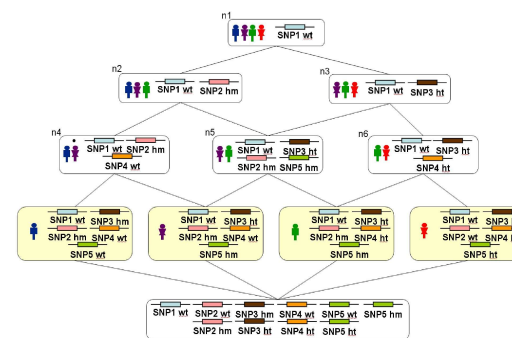 n1
SNP1 wt
n2
SNP1 wt SNP2 hm
n3
SNP1 wt SNP3 ht
n4
SNP1 wt SNP2 hm
SNP4 wt
n5
SNP1 wt SNP3 ht
SNP2 hm SNP5 hm
n6
SNP1 wt SNP3 ht
SNP4 ht
SNP1 wt SNP3 hm
SNP2 hm SNP4 wt
SNP5 wt
SNP1 wt SNP3 ht
SNP2 hm SNP4 wt
SNP5 hm
SNP1 wt SNP3 ht
SNP2 hm SNP4 ht
SNP5 hm
SNP1 wt SNP3 ht
SNP2 wt SNP4
SNP5 ht
SNP1 wt SNP2 wt SNP3 hm SNP4 wt SNP5 wt SNP5 hm
SNP2 hm SNP3 ht SNP4 ht SNP5 ht